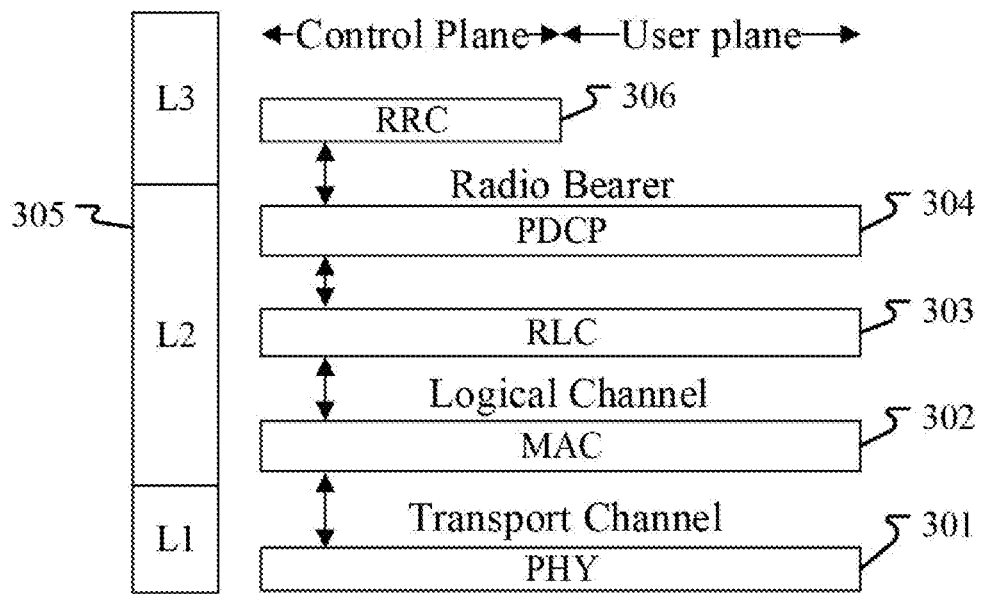 Control Plane User plane
L3
RRC
306
Radio Bearer
305
PDCP
304
L2
RLC
303
Logical Channel
MAC
302
Transport Channel
L1
PHY
301